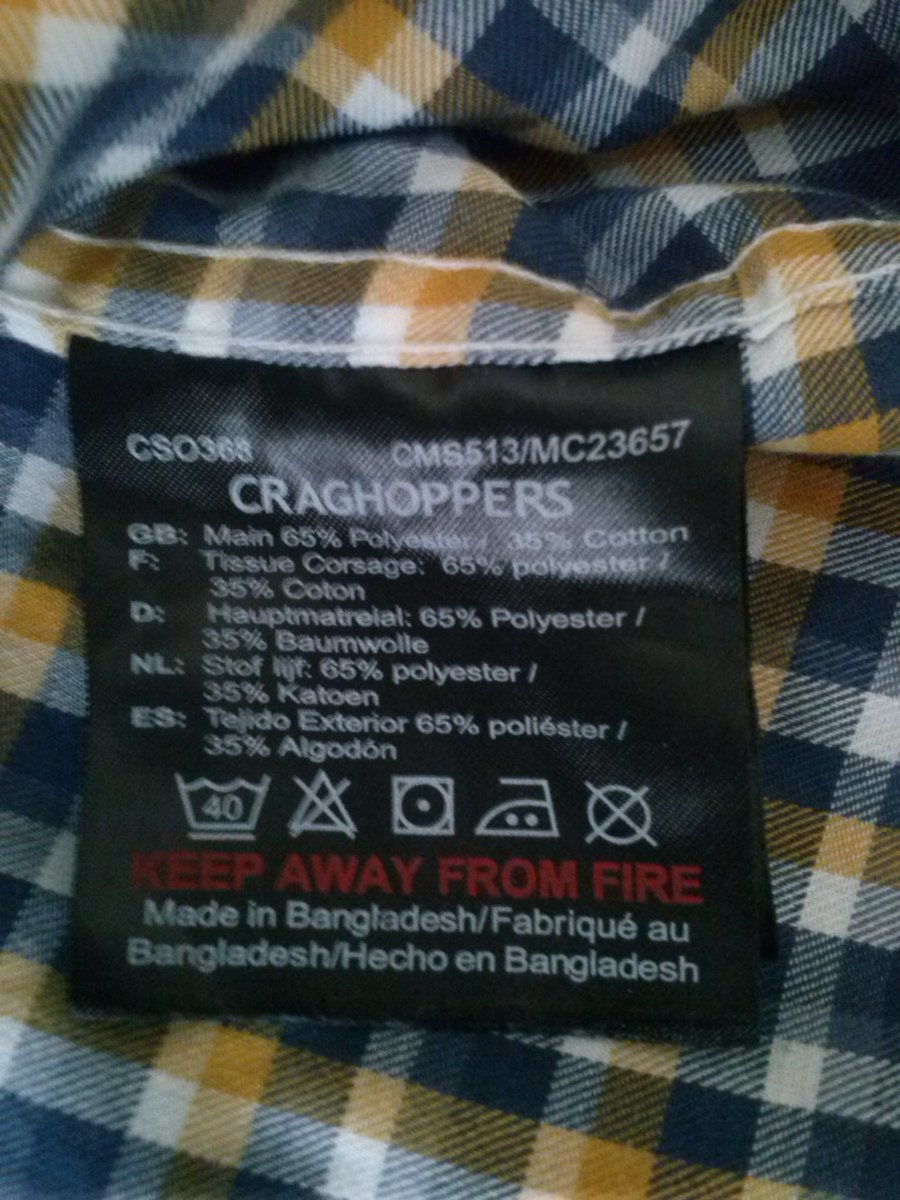 CSO368 CMS513/MC23657
CRAGHOPPERS
GB: Main 65% Polyester / 35% Cotton
F: Tissue Corsage: 65% polyester /
35% Coton
D: Hauptmatreial: 65% Polyester /
35% Baumwolle
NL: Stof lijf: 65% polyester /
35% Katoen
ES: Tejido Exterior 65% poliéster /
35% Algodón
40
KEEP AWAY FROM FIRE
Made in Bangladesh/Fabriqué au
Bangladesh/Hecho en Bangladesh